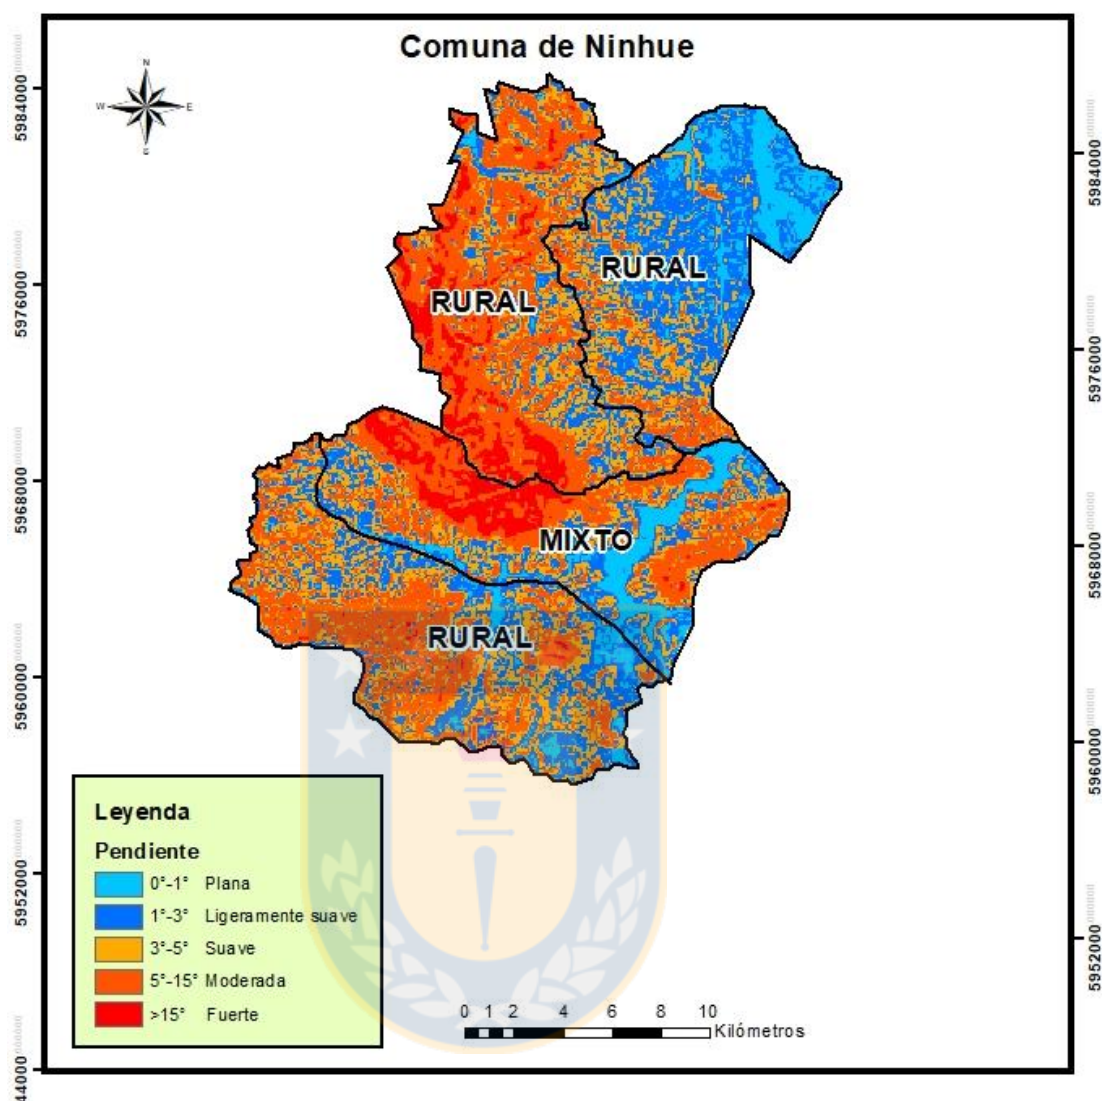 Comuna de Ninhue
N
W
E
S
5984000
5984000
5976000
5976000
5968000
5968000
5960000
5960000
5952000
5952000
44000
RURAL
RURAL
MIXTO
RURAL
Leyenda
Pendiente
0°-1° Plana
1°-3° Ligeramente suave
3°-5° Suave
5°-15° Moderada
>15° Fuerte
0 1 2 4 6 8 10
Kilómetros